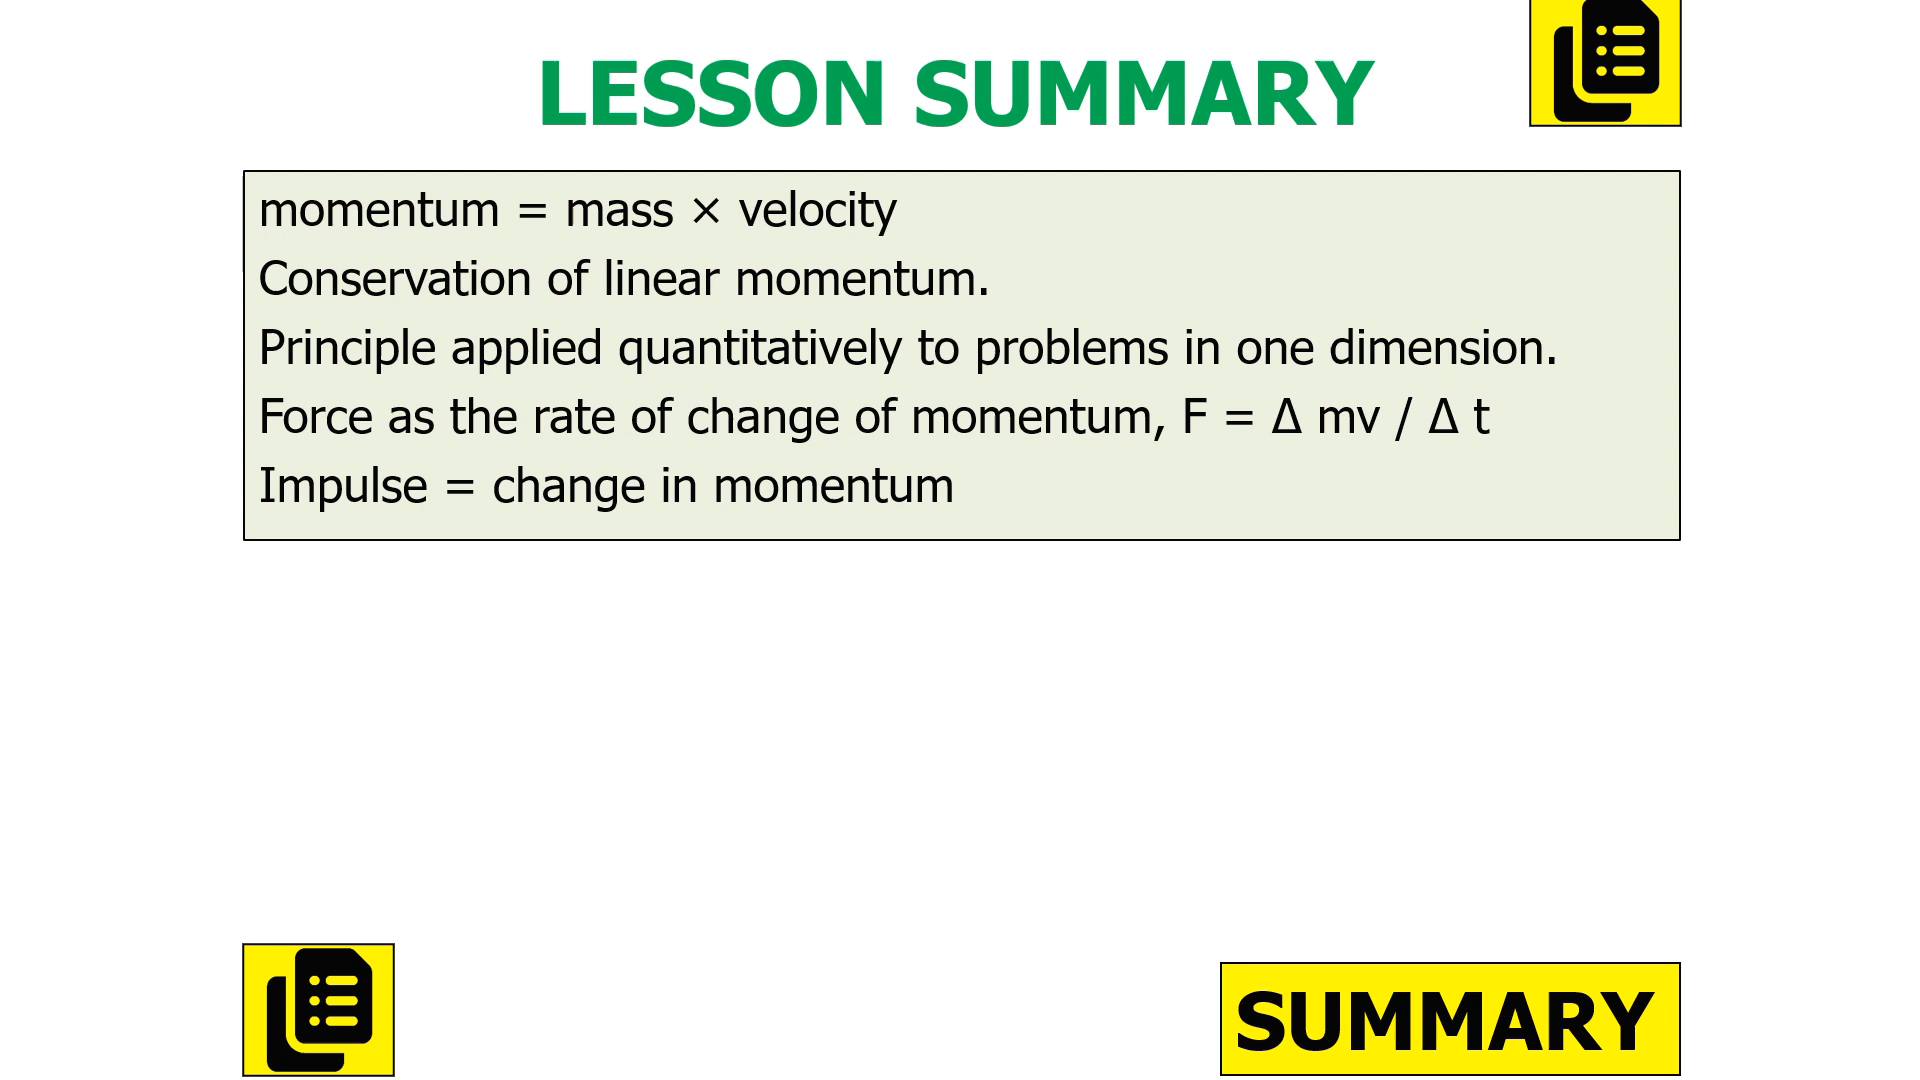 LESSON SUMMARY
momentum = mass × velocity
Conservation of linear momentum.
Principle applied quantitatively to problems in one dimension.
Force as the rate of change of momentum, F = Δ mv / Δ t
Impulse = change in momentum
SUMMARY